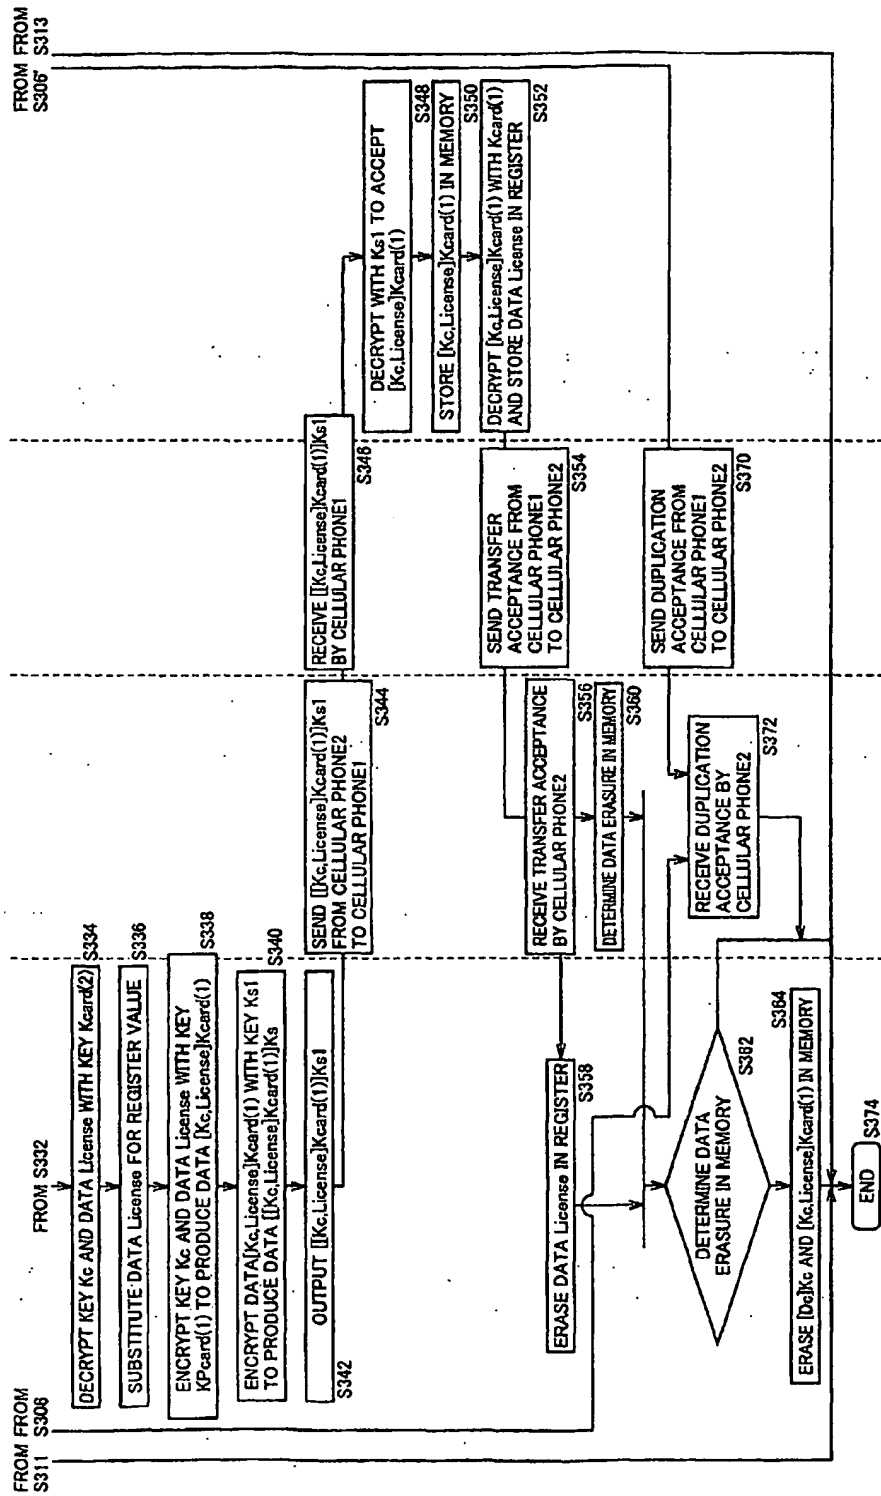 FROM FROM
S311 S306
FROM S332
FROM FROM
S306' S313
DECRYPT KEY Kc AND DATA License WITH KEY Kcard(2)
S334
SUBSTITUTE DATA License FOR REGISTER VALUE
S336
ENCRYPT KEY Kc AND DATA License WITH KEY
KPcard(1) TO PRODUCE DATA [Kc,License]Kcard(1)
S338
ENCRYPT DATA[Kc,License]Kcard(1) WITH KEY Ks1
TO PRODUCE DATA [[Kc,License]Kcard(1)]Ks
S340
OUTPUT [[Kc,License]Kcard(1)]Ks1
S342
SEND [[Kc,License]Kcard(1)]Ks1
FROM CELLULAR PHONE2
TO CELLULAR PHONE1
S344
RECEIVE [[Kc,License]Kcard(1)]Ks1
BY CELLULAR PHONE1
S346
DECRYPT WITH Ks1 TO ACCEPT
[Kc,License]Kcard(1)
S348
STORE [Kc,License]Kcard(1) IN MEMORY
S350
DECRYPT [Kc,License]Kcard(1) WITH Kcard(1)
AND STORE DATA License IN REGISTER
S352
SEND TRANSFER
ACCEPTANCE FROM
CELLULAR PHONE1
TO CELLULAR PHONE2
S354
RECEIVE TRANSFER ACCEPTANCE
BY CELLULAR PHONE2
S356
ERASE DATA License IN REGISTER
S358
DETERMINE DATA ERASURE IN MEMORY
S360
DETERMINE DATA
ERASURE IN MEMORY
S362
ERASE [Dc]Kc AND [Kc,License]Kcard(1) IN MEMORY
S364
SEND DUPLICATION
ACCEPTANCE FROM
CELLULAR PHONE1
TO CELLULAR PHONE2
S370
RECEIVE DUPLICATION
ACCEPTANCE BY
CELLULAR PHONE2
S372
END
S374